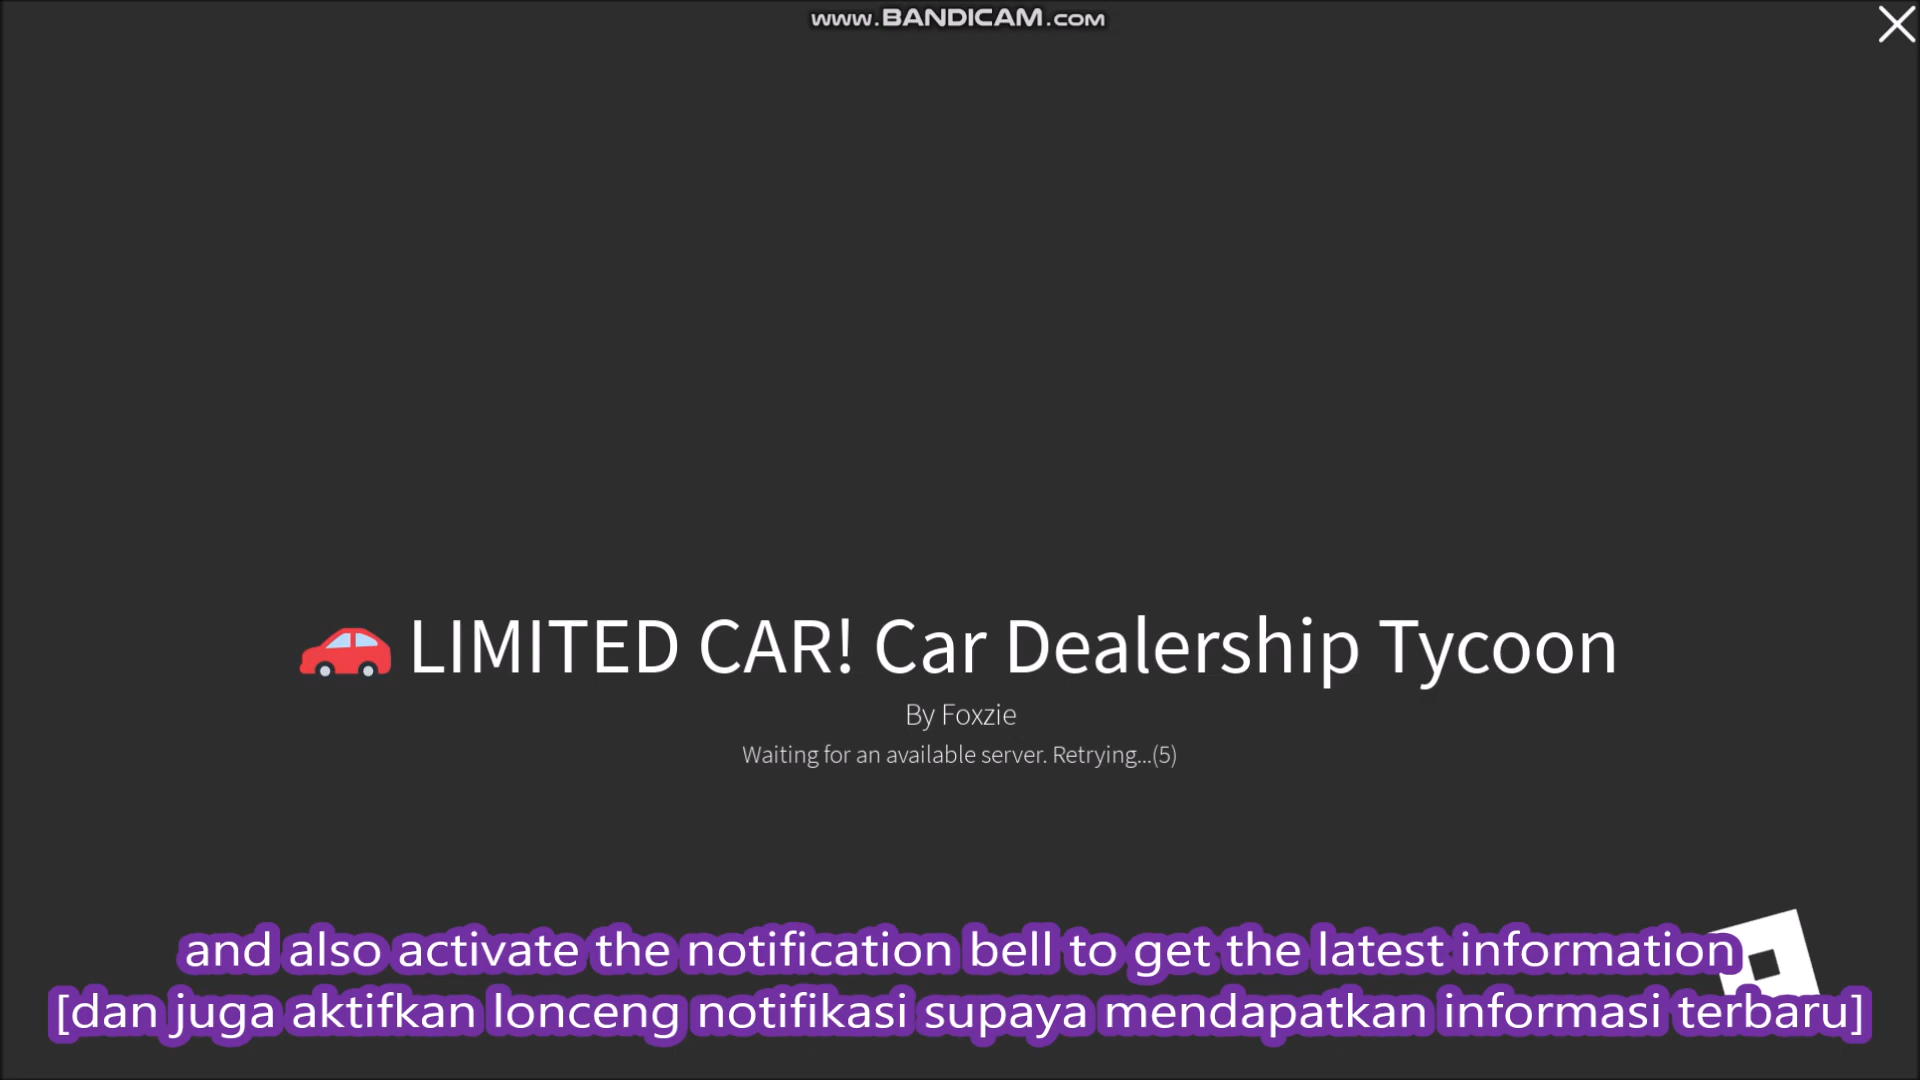 www.BANDICAM.com
LIMITED CAR! Car Dealership Tycoon
By Foxzie
Waiting for an available server. Retrying...(5)
and also activate the notification bell to get the latest information
[dan juga aktifkan lonceng notifikasi supaya mendapatkan informasi terbaru]